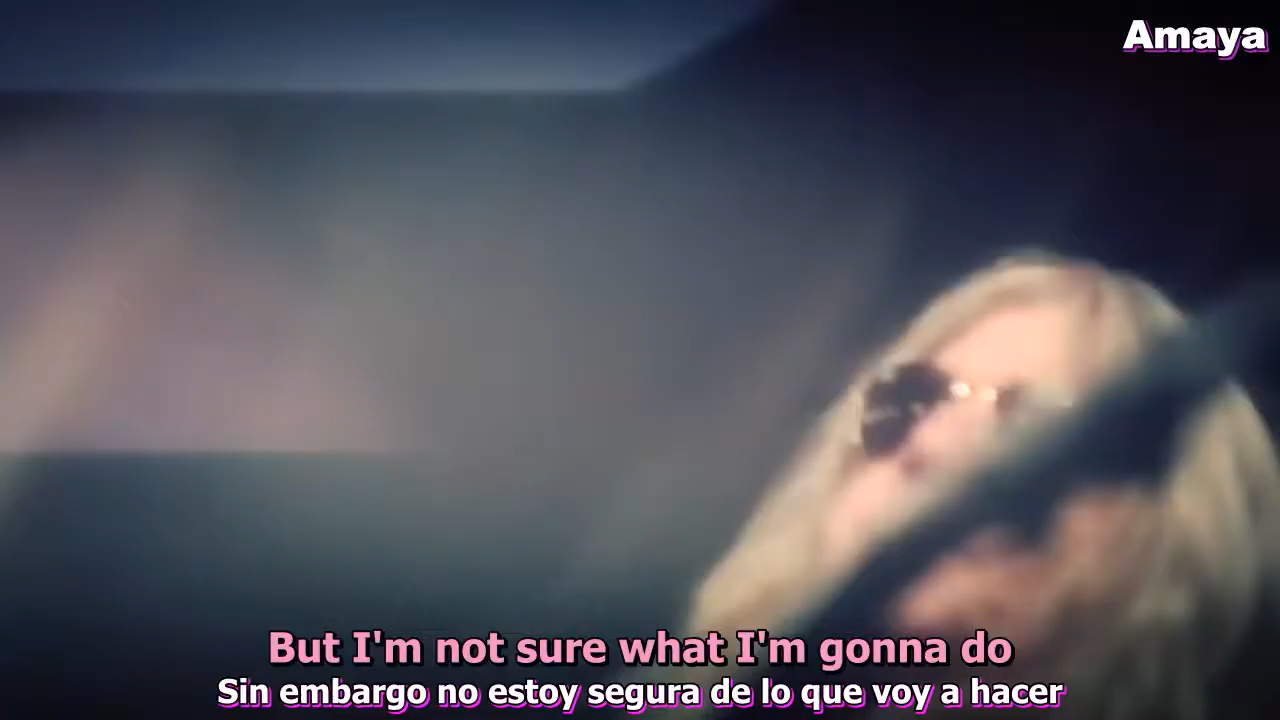 Amaya
But I'm not sure what I'm gonna do
Sin embargo no estoy segura de lo que voy a hacer